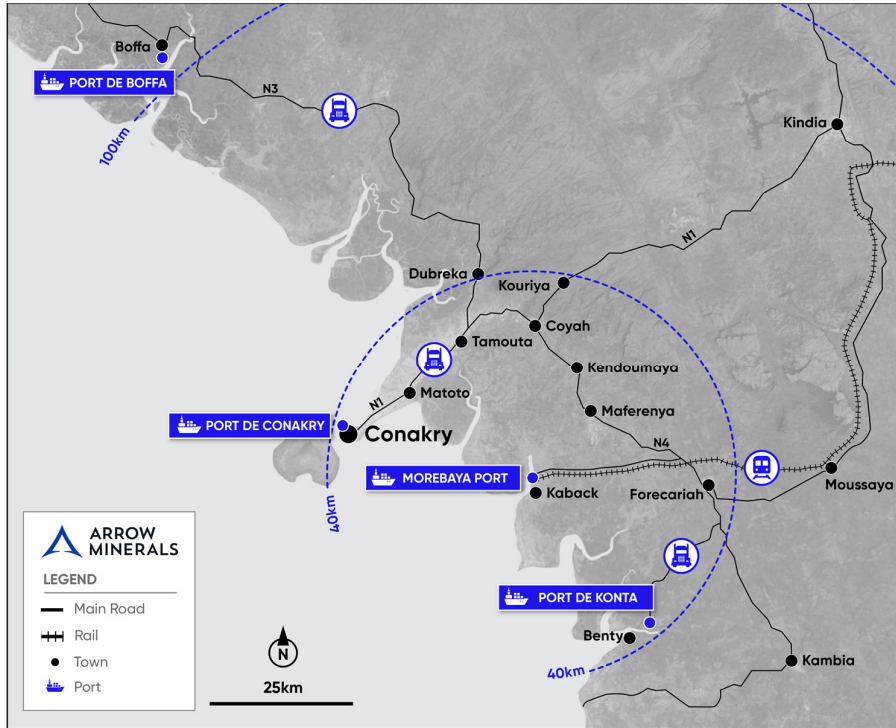 Boffa
PORT DE BOFFA
N3
100km
Kindia
N1
Dubreka
Kouriya
Coyah
Tamouta
Kendoumaya
Matoto
N1
Maferenya
PORT DE CONAKRY
Conakry
N4
MOREBAYA PORT
Kaback
Forecariah
Moussaya
40km
ARROW
MINERALS
LEGEND
Main Road
Rail
Town
Port
N
25km
PORT DE KONTA
Benty
40km
Kambia